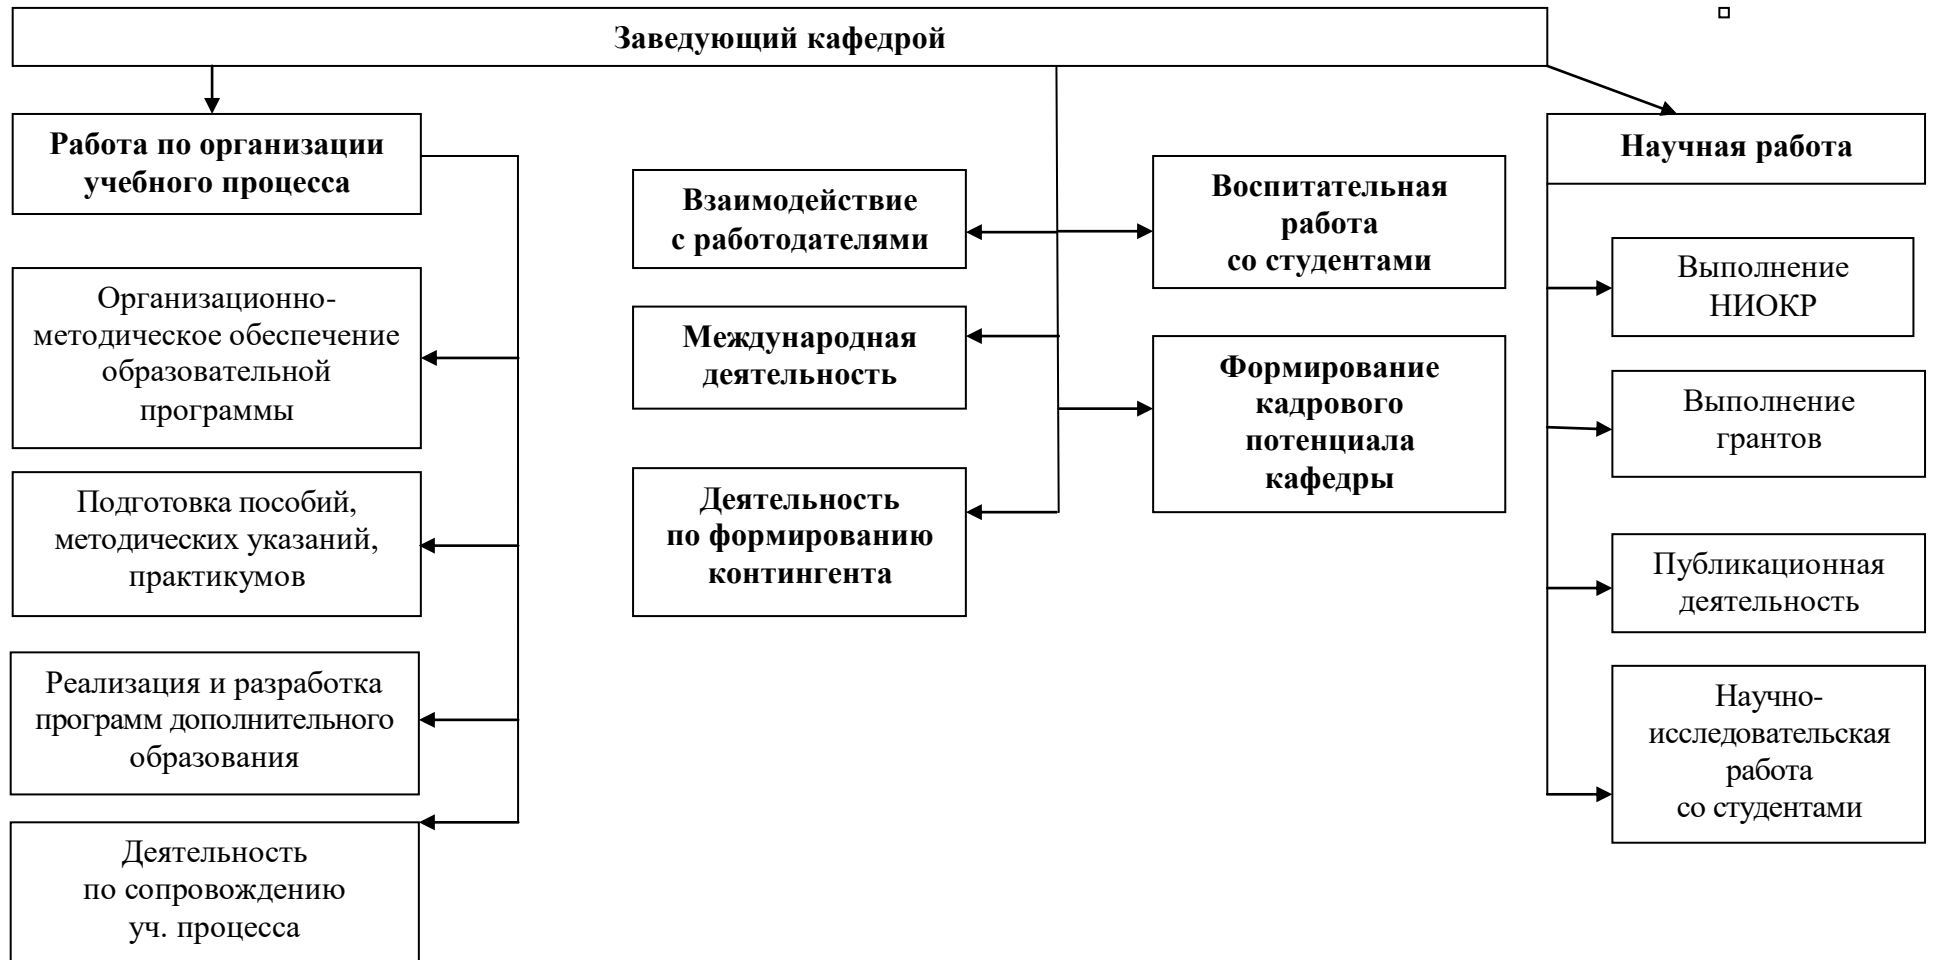 Заведующий кафедрой
Работа по организации
учебного процесса
Организационно-
методическое обеспечение
образовательной
программы
Подготовка пособий,
методических указаний,
практикумов
Реализация и разработка
программ дополнительного
образования
Деятельность
по сопровождению
уч. процесса
Взаимодействие
с работодателями
Международная
деятельность
Деятельность
по формированию
контингента
Воспитательная
работа
со студентами
Формирование
кадрового
потенциала
кафедры
Научная работа
Выполнение
НИОКР
Выполнение
грантов
Публикационная
деятельность
Научно-
исследовательская
работа
со студентами